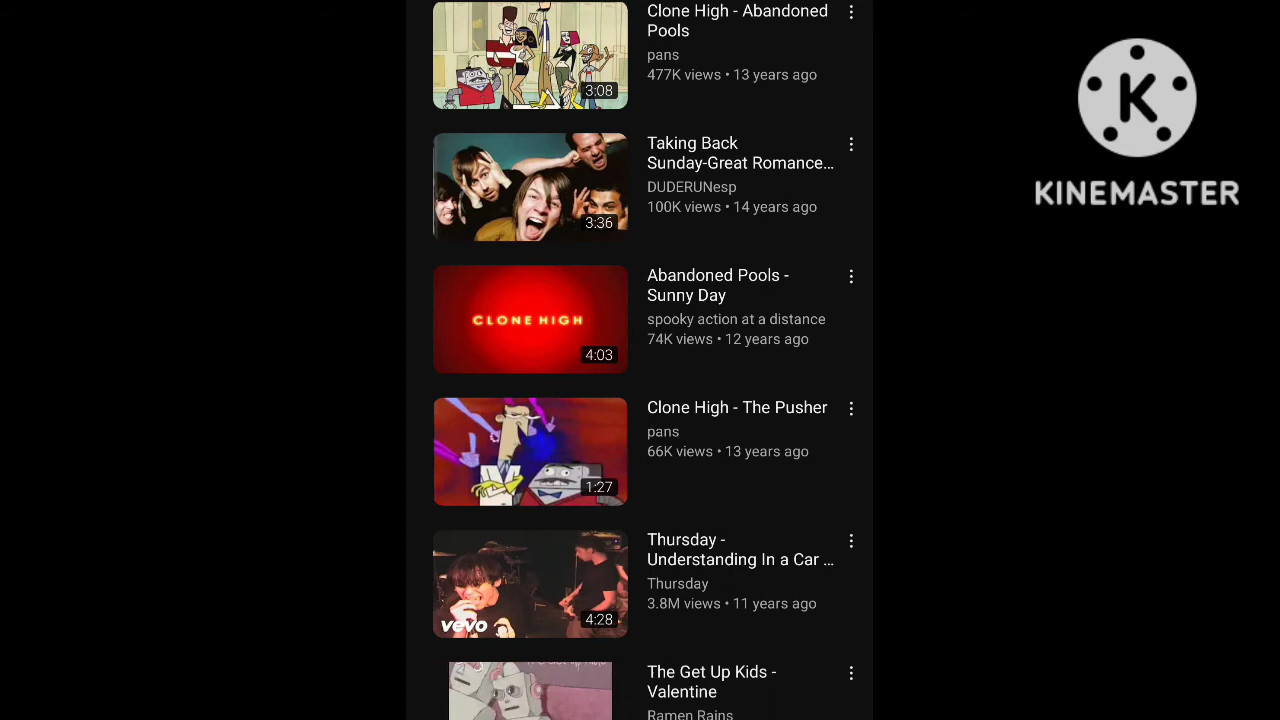 Clone High - Abandoned
Pools
pans
477K views • 13 years ago
3:08
Taking Back
Sunday-Great Romance...
DUDERUNesp
100K views • 14 years ago
3:36
Abandoned Pools -
Sunny Day
spooky action at a distance
74K views • 12 years ago
CLONE HIGH
4:03
Clone High - The Pusher
pans
66K views • 13 years ago
1:27
Thursday -
Understanding In a Car ...
Thursday
3.8M views • 11 years ago
vevo
4:28
The Get Up Kids -
Valentine
Ramen Rains
K
KINEMASTER